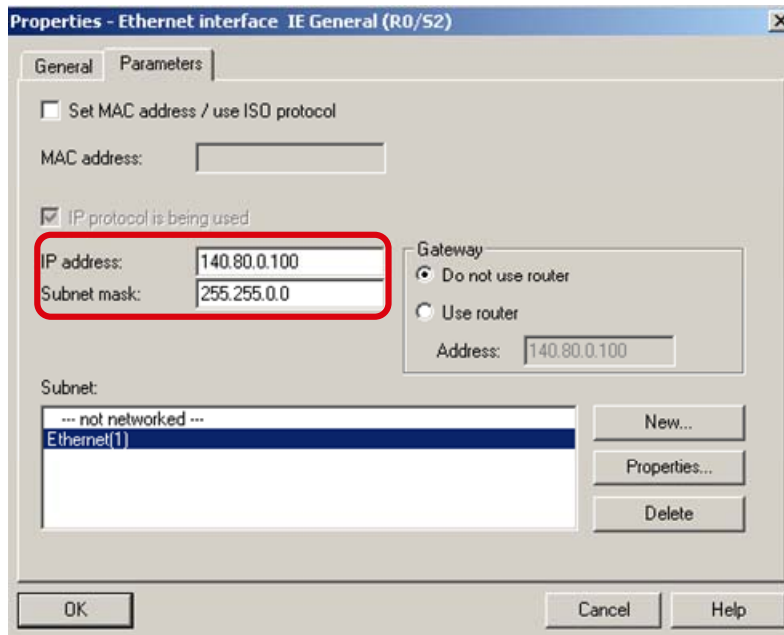 Properties - Ethernet interface IE General (R0/S2)
General Parameters
Set MAC address / use ISO protocol
MAC address:
IP protocol is being used
IP address: 140.80.0.100
Subnet mask: 255.255.0.0
Gateway
Do not use router
Use router
Address: 140.80.0.100
Subnet:
--- not networked ---
Ethernet(1)
New...
Properties...
Delete
OK Cancel Help